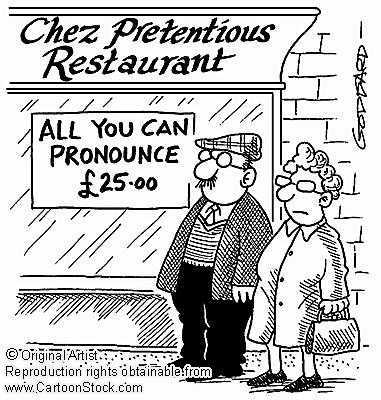 Chez Pretentious
Restaurant
ALL YOU CAN
PRONOUNCE
£25.00
GODDARD
© Original Artist
Reproduction rights obtainable from
www.CartoonStock.com